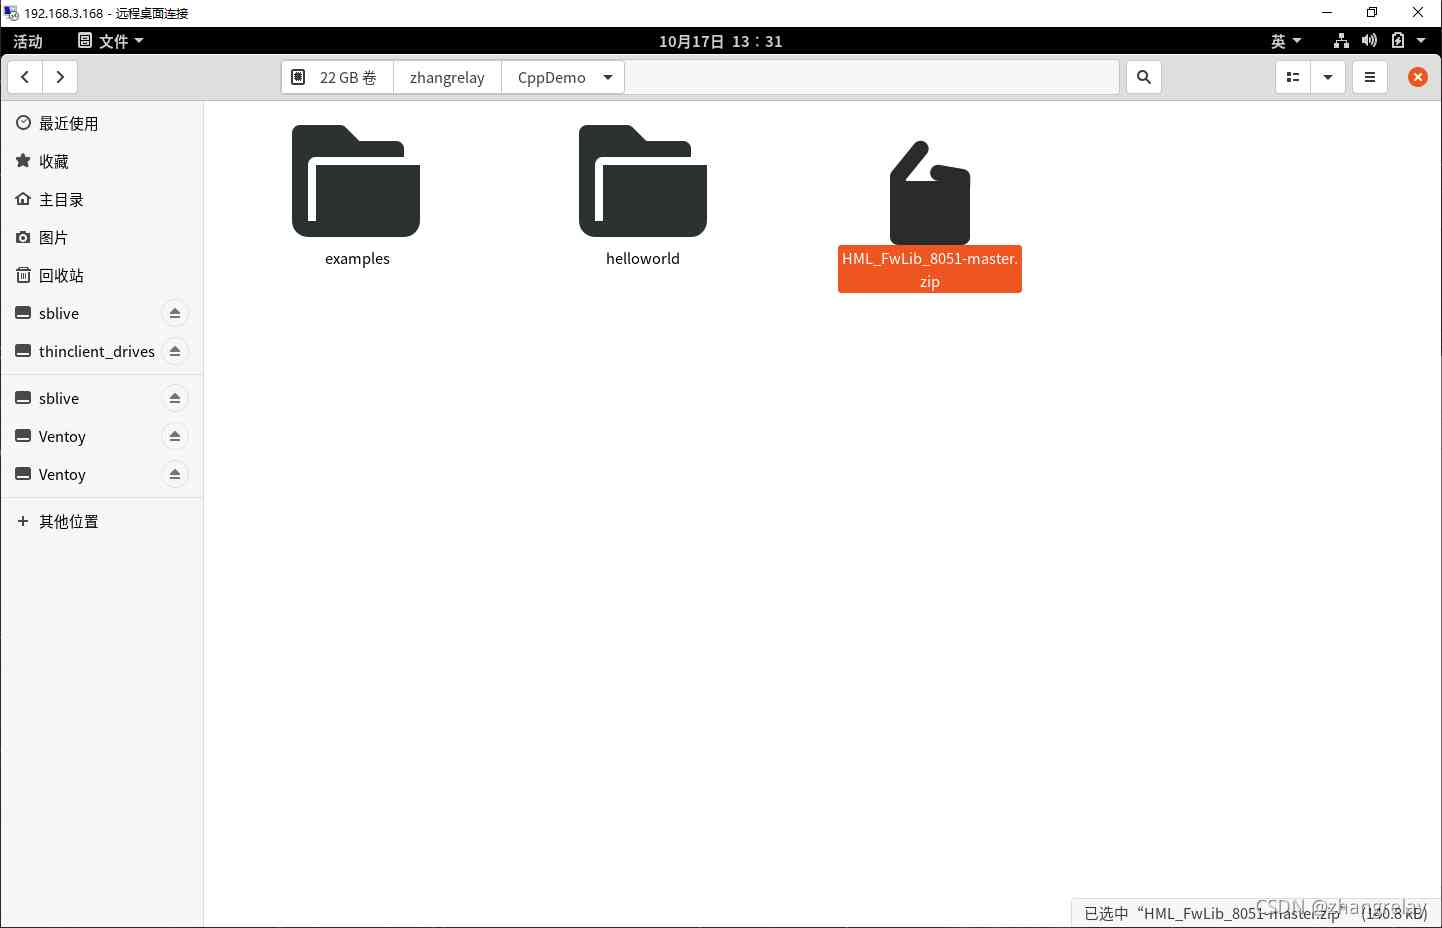 192.168.3.168 - 远程桌面连接
活动 文件 10月17日 13：31 英
22 GB 卷 zhangrelay CppDemo
最近使用
收藏
主目录
图片
回收站
sblive
thinclient_drives
sblive
Ventoy
Ventoy
其他位置
examples
helloworld
HML_FwLib_8051-master.
zip
已选中“HML_FwLib_8051-master.zip” (140.8 kB)
CSDN @zhangrelay